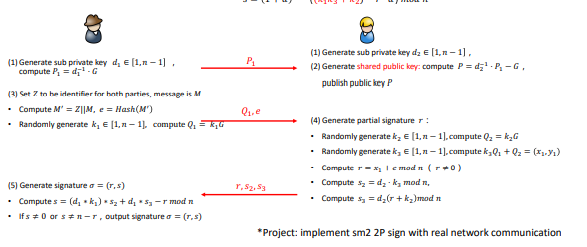 (1) Generate sub private key d₁ ∈ [1, n − 1] ,
compute P₁ = d₁⁻¹ ∙ G
P₁
(1) Generate sub private key d₂ ∈ [1, n − 1] ,
(2) Generate shared public key: compute P = d₂⁻¹ ∙ P₁ − G ,
publish public key P
(3) Set Z to be identifier for both parties, message is M
• Compute M′ = Z||M, e = Hash(M′)
• Randomly generate k₁ ∈ [1, n − 1], compute Q₁ = k₁G
Q₁, e
(4) Generate partial signature r :
• Randomly generate k₂ ∈ [1, n − 1], compute Q₂ = k₂G
• Randomly generate k₃ ∈ [1, n − 1], compute k₃Q₁ + Q₂ = (x₁, y₁)
• Compute r = x₁ + e mod n ( r ≠ 0 )
• Compute s₂ = d₂ ∙ k₃ mod n,
• Compute s₃ = d₂(r + k₂)mod n
r, s₂, s₃
(5) Generate signature σ = (r, s)
• Compute s = (d₁ ∗ k₁) ∗ s₂ + d₁ ∗ s₃ − r mod n
• If s ≠ 0 or s ≠ n − r , output signature σ = (r, s)
*Project: implement sm2 2P sign with real network communication